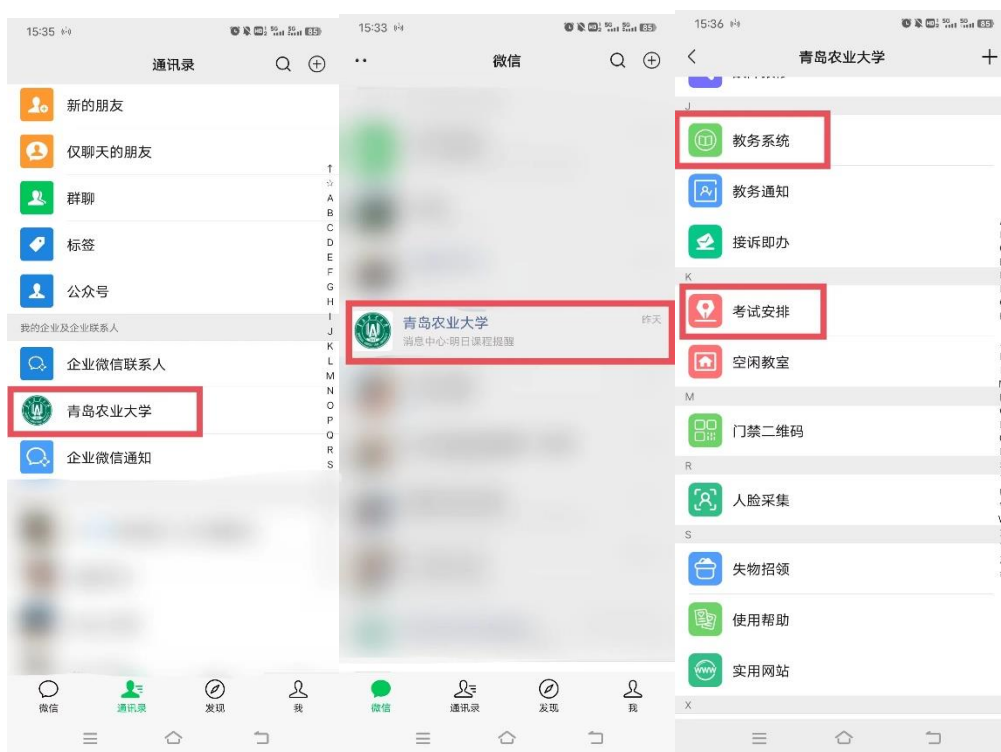 15:35
85
通讯录
新的朋友
仅聊天的朋友
群聊
标签
公众号
我的企业及企业联系人
企业微信联系人
青岛农业大学
企业微信通知
↑
☆
A
B
C
D
E
F
G
H
I
J
K
L
M
N
O
P
Q
R
S
微信
通讯录
发现
我
15:33
85
微信
青岛农业大学
昨天
消息中心:明日课程提醒
微信
通讯录
发现
我
15:36
85
青岛农业大学
J
教务系统
教务通知
接诉即办
K
考试安排
空闲教室
M
门禁二维码
R
人脸采集
S
失物招领
使用帮助
www
实用网站
X